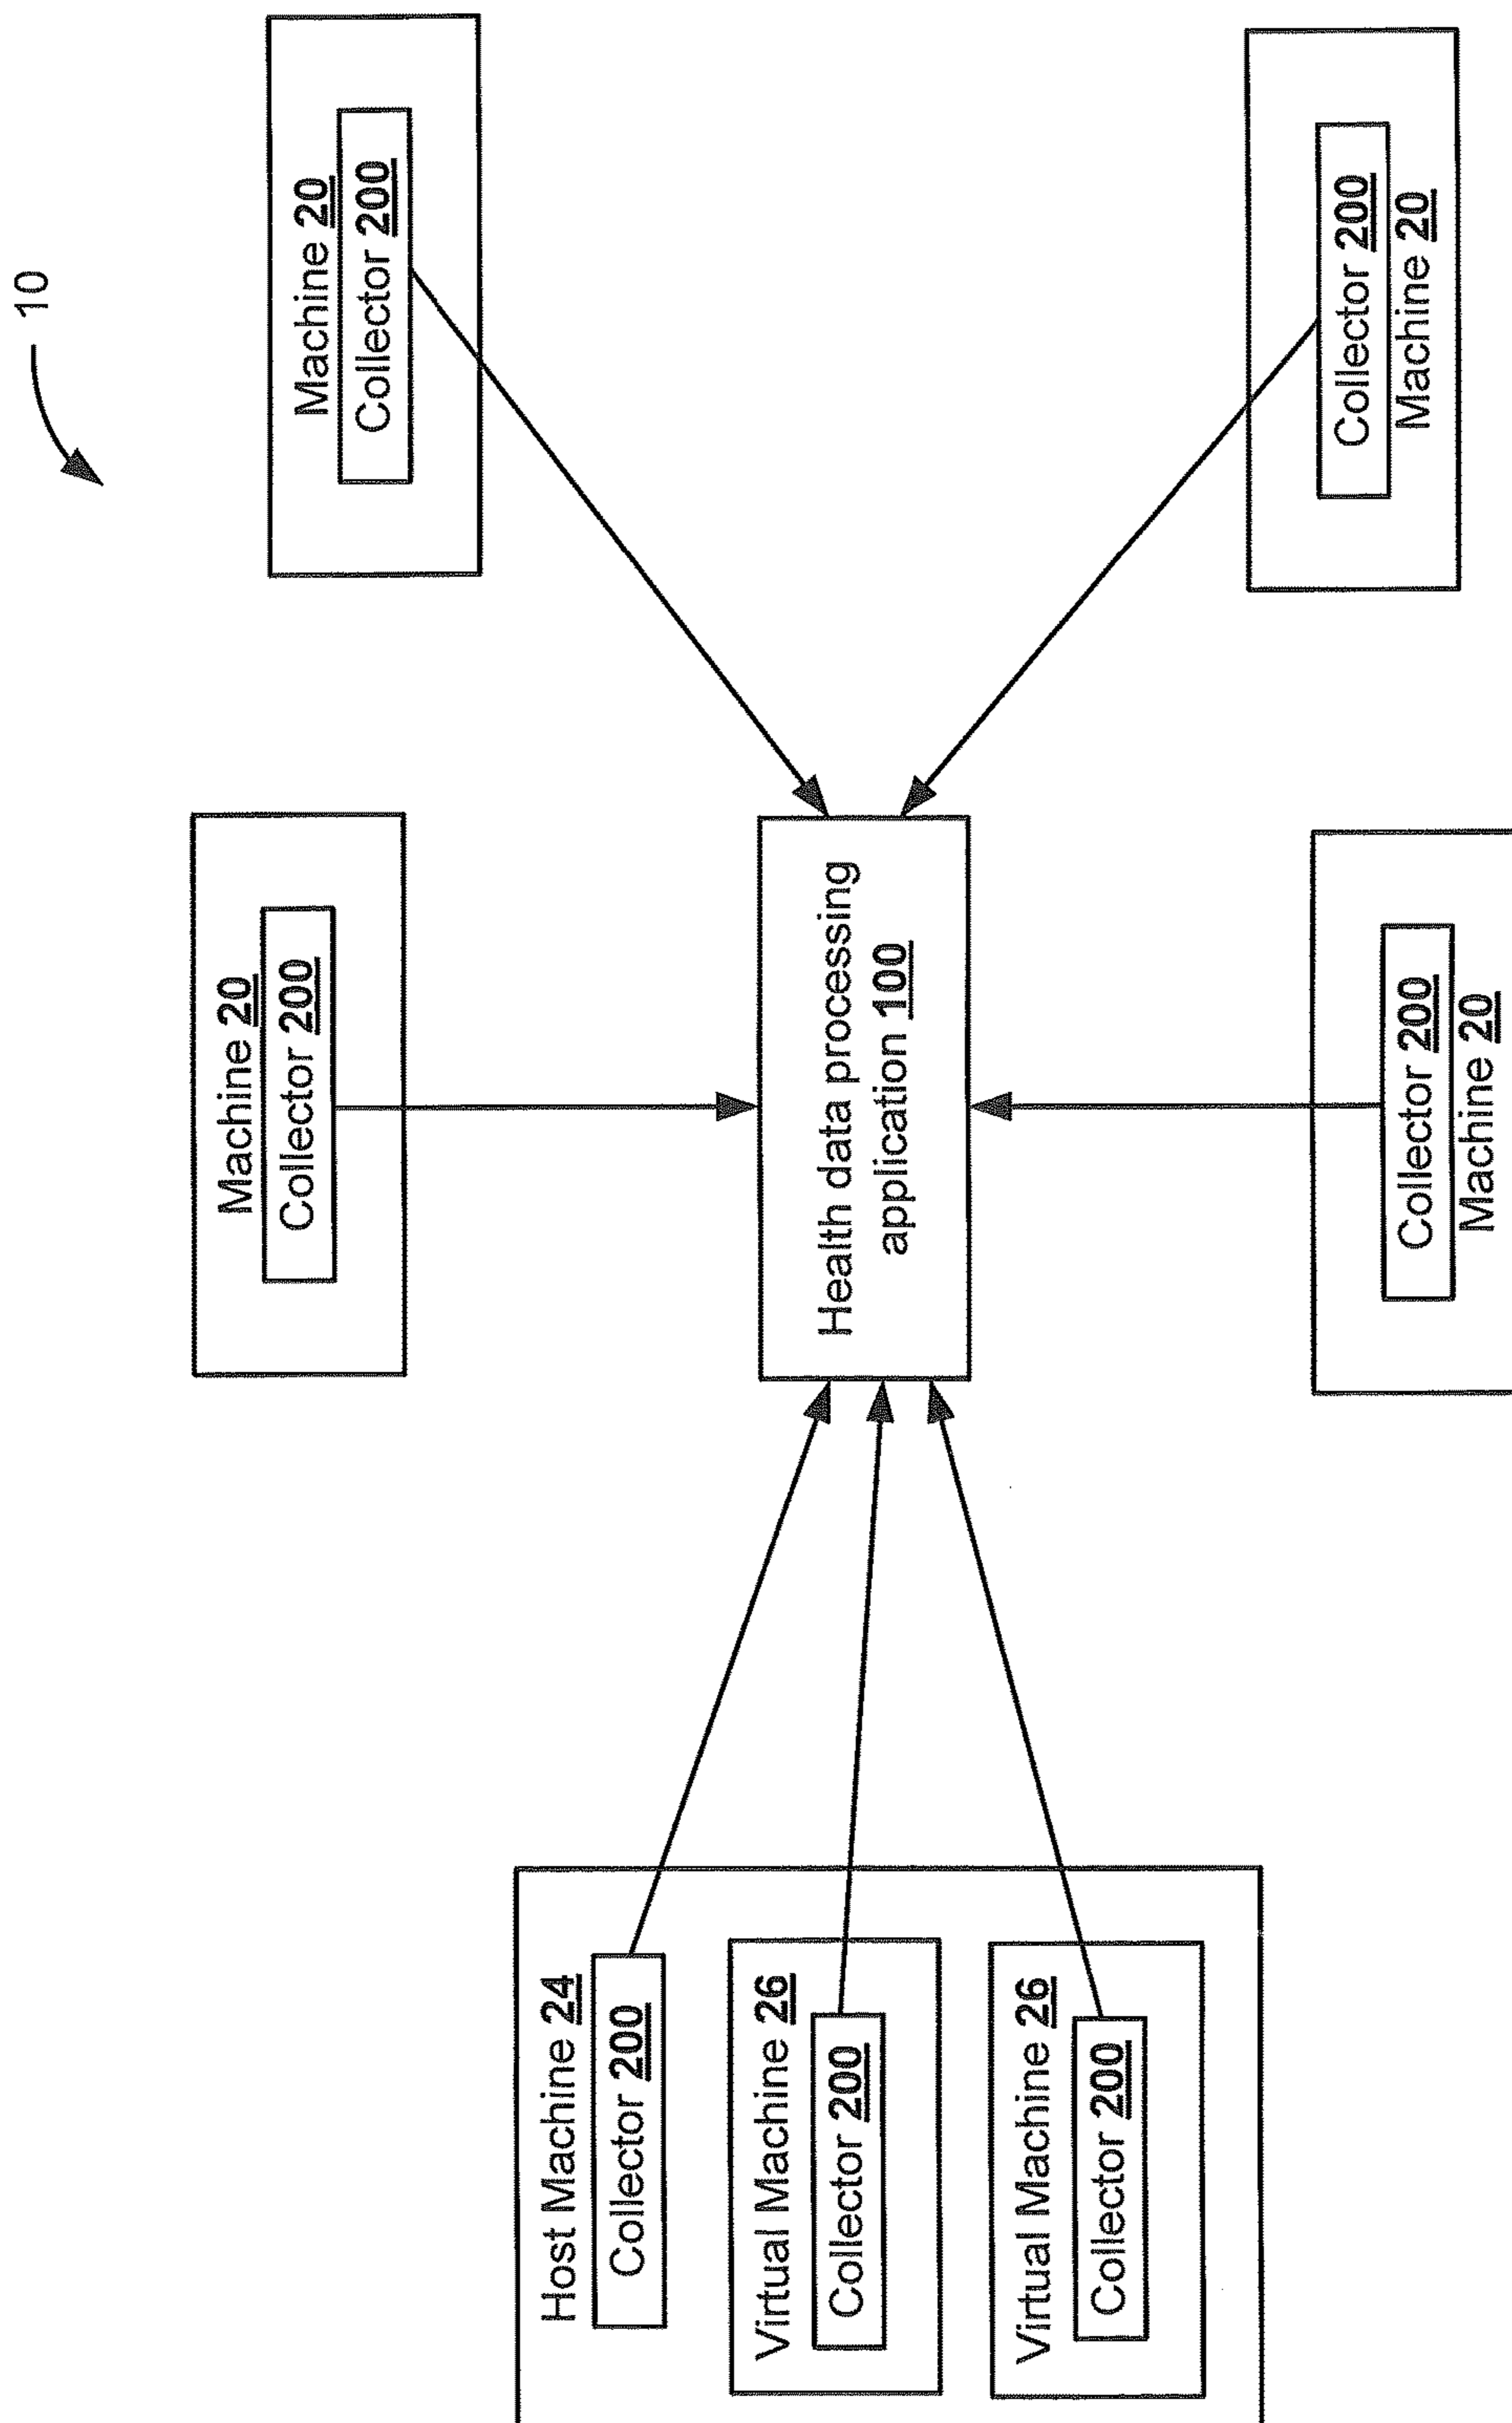 10
Machine 20
Collector 200
Machine 20
Collector 200
Host Machine 24
Collector 200
Virtual Machine 26
Collector 200
Virtual Machine 26
Collector 200
Health data processing
application 100
Collector 200
Machine 20
Collector 200
Machine 20